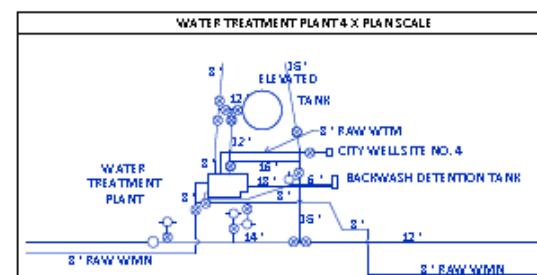 WATER TREATMENT PLANT 4 X PLAN SCALE
8'
16'
ELEVATED
TANK
12'
12'
8' RAW WTM
CITY WELLSITE NO. 4
8'
16'
WATER
TREATMENT
PLANT
18'
6'
BACKWASH DETENTION TANK
8'
8'
16'
8'
14'
12'
8' RAW WMN
8' RAW WMN